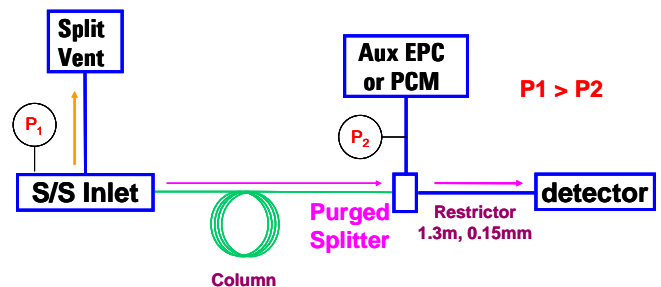 Split
Vent
Aux EPC
or PCM
P1 > P2
P1
P2
S/S Inlet
detector
Purged
Splitter
Restrictor
1.3m, 0.15mm
Column